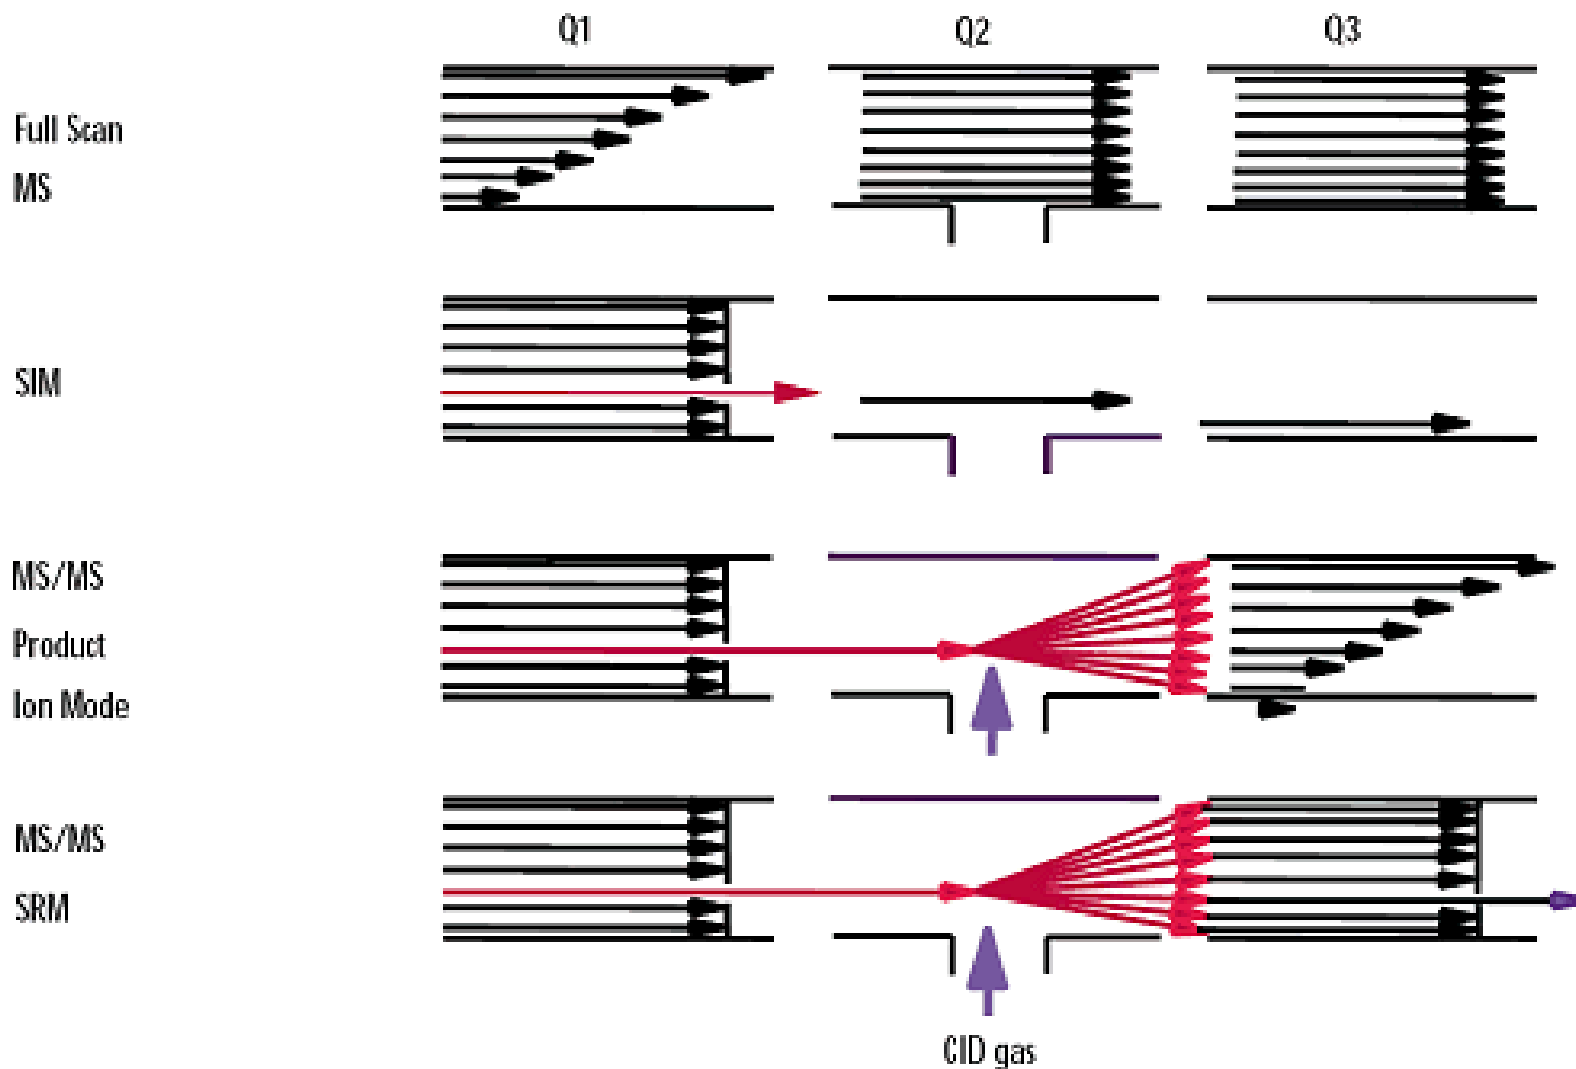 Q1 Q2 Q3
Full Scan
MS
SIM
MS/MS
Product
Ion Mode
MS/MS
SRM
CID gas